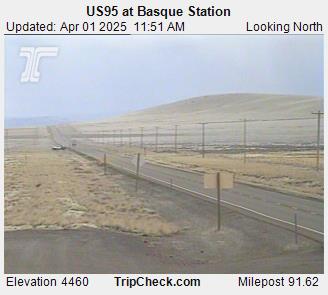 US95 at Basque Station
Updated: Apr 01 2025 11:51 AM Looking North
Elevation 4460 TripCheck.com Milepost 91.62